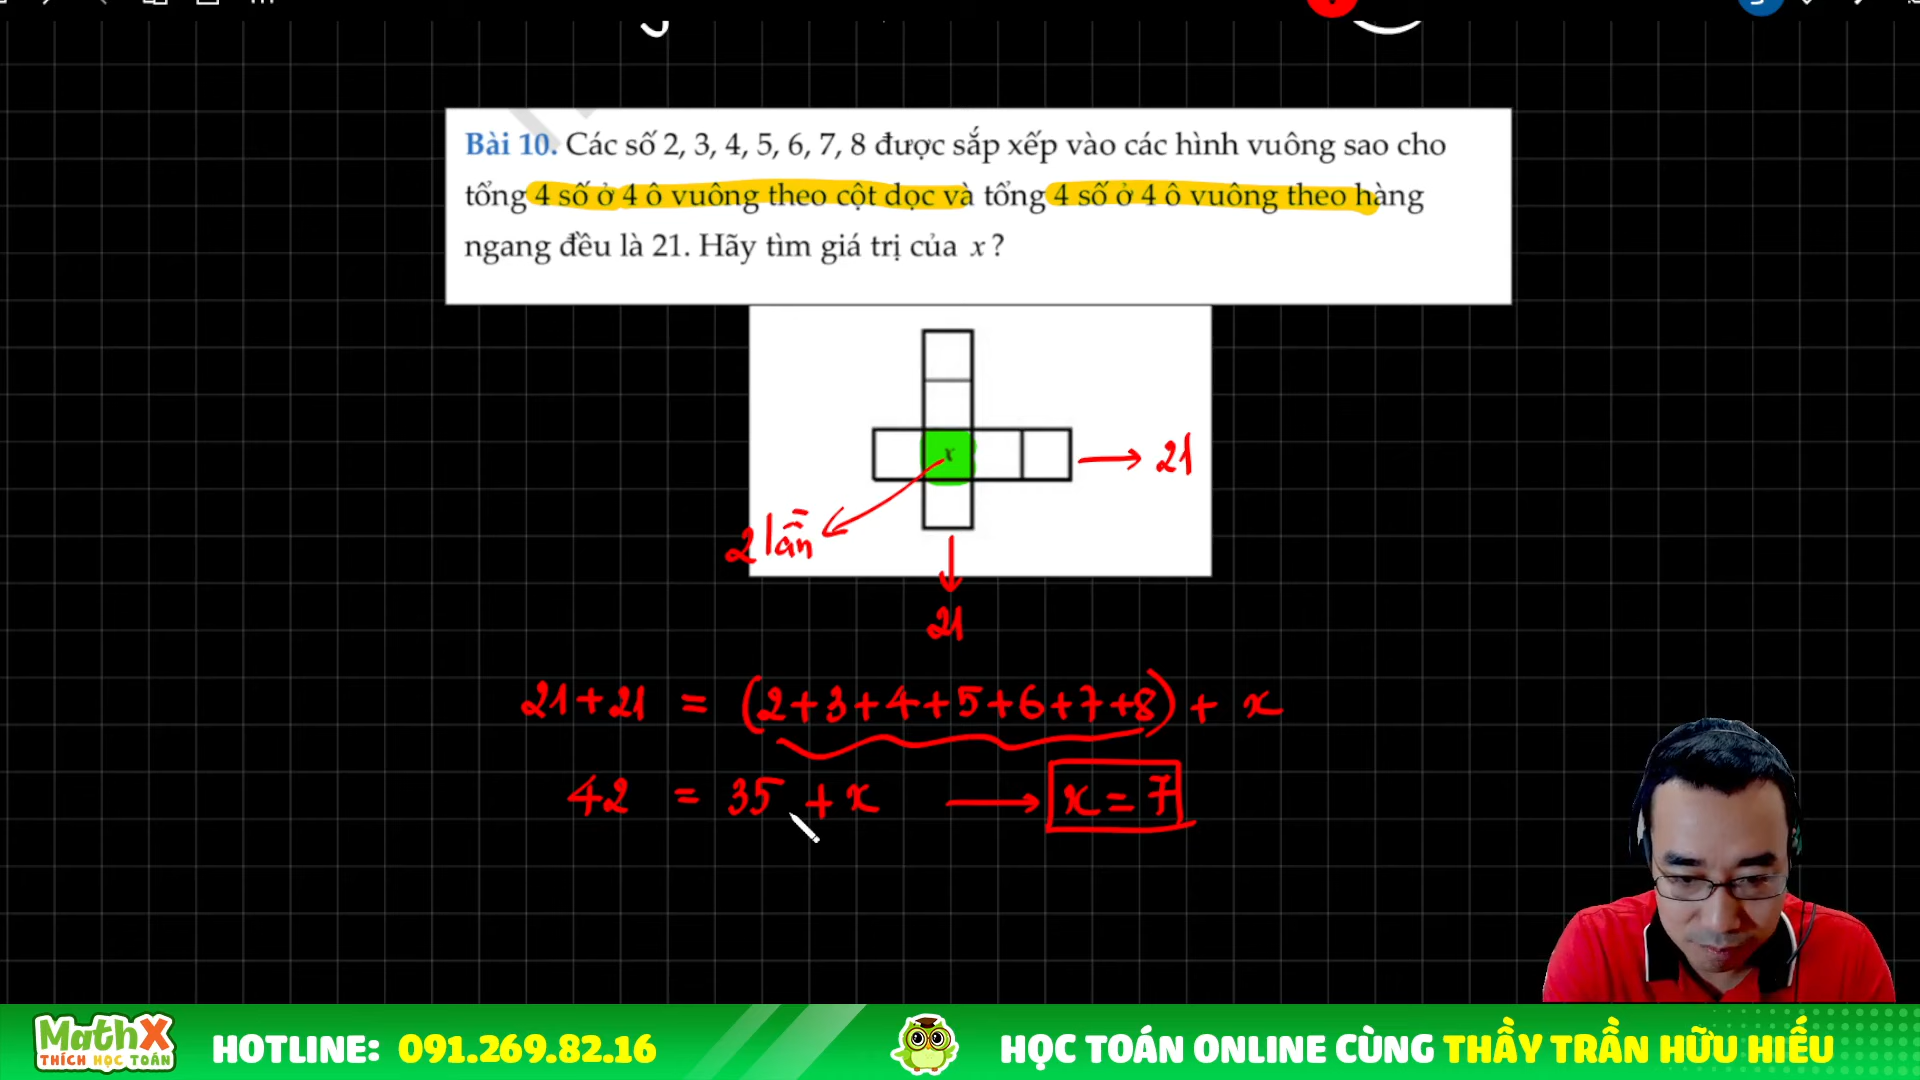 Bài 10. Các số 2, 3, 4, 5, 6, 7, 8 được sắp xếp vào các hình vuông sao cho
tổng 4 số ở 4 ô vuông theo cột dọc và tổng 4 số ở 4 ô vuông theo hàng
ngang đều là 21. Hãy tìm giá trị của x ?
x
21
2 lần
21
21+21 = (2+3+4+5+6+7+8) + x
42 = 35 + x → x = 7
MathX
THÍCH HỌC TOÁN
HOTLINE: 091.269.82.16
HỌC TOÁN ONLINE CÙNG THẦY TRẦN HỮU HIẾU